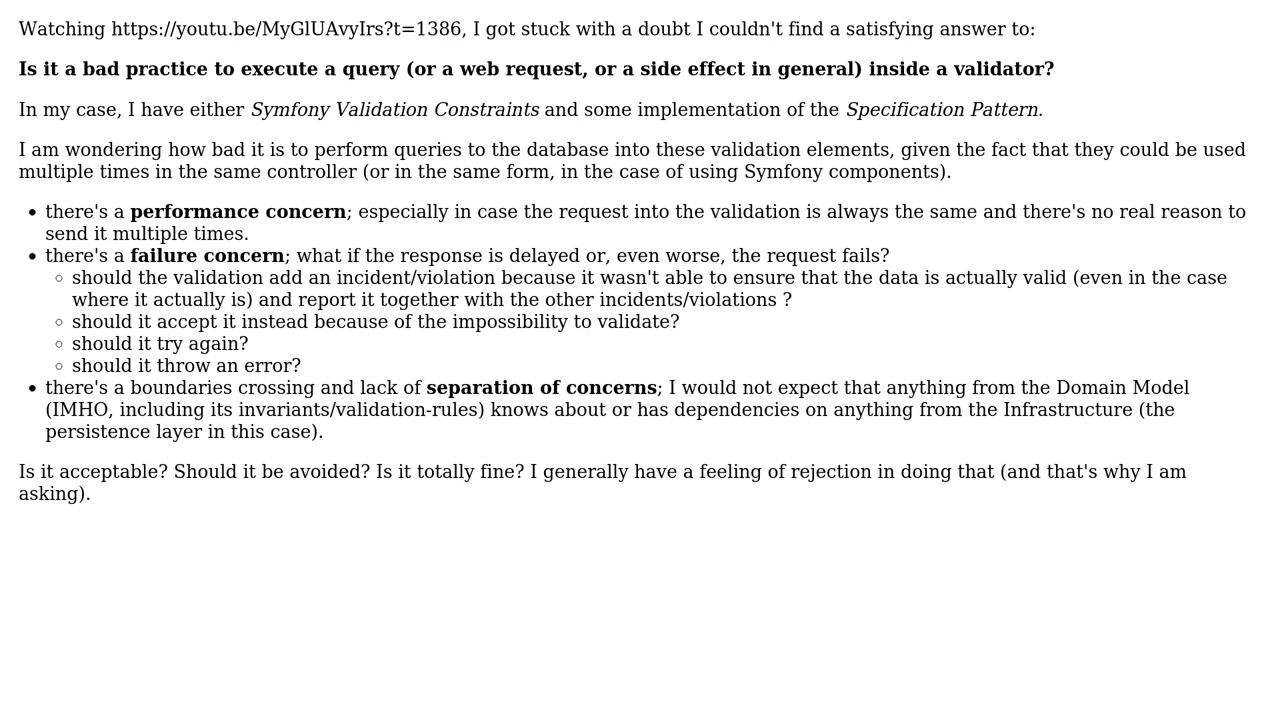 Watching https://youtu.be/MyGlUAvyIrs?t=1386, I got stuck with a doubt I couldn't find a satisfying answer to:
Is it a bad practice to execute a query (or a web request, or a side effect in general) inside a validator?
In my case, I have either Symfony Validation Constraints and some implementation of the Specification Pattern.
I am wondering how bad it is to perform queries to the database into these validation elements, given the fact that they could be used
multiple times in the same controller (or in the same form, in the case of using Symfony components).
• there's a performance concern; especially in case the request into the validation is always the same and there's no real reason to
send it multiple times.
• there's a failure concern; what if the response is delayed or, even worse, the request fails?
◦ should the validation add an incident/violation because it wasn't able to ensure that the data is actually valid (even in the case
where it actually is) and report it together with the other incidents/violations ?
◦ should it accept it instead because of the impossibility to validate?
◦ should it try again?
◦ should it throw an error?
• there's a boundaries crossing and lack of separation of concerns; I would not expect that anything from the Domain Model
(IMHO, including its invariants/validation-rules) knows about or has dependencies on anything from the Infrastructure (the
persistence layer in this case).
Is it acceptable? Should it be avoided? Is it totally fine? I generally have a feeling of rejection in doing that (and that's why I am
asking).